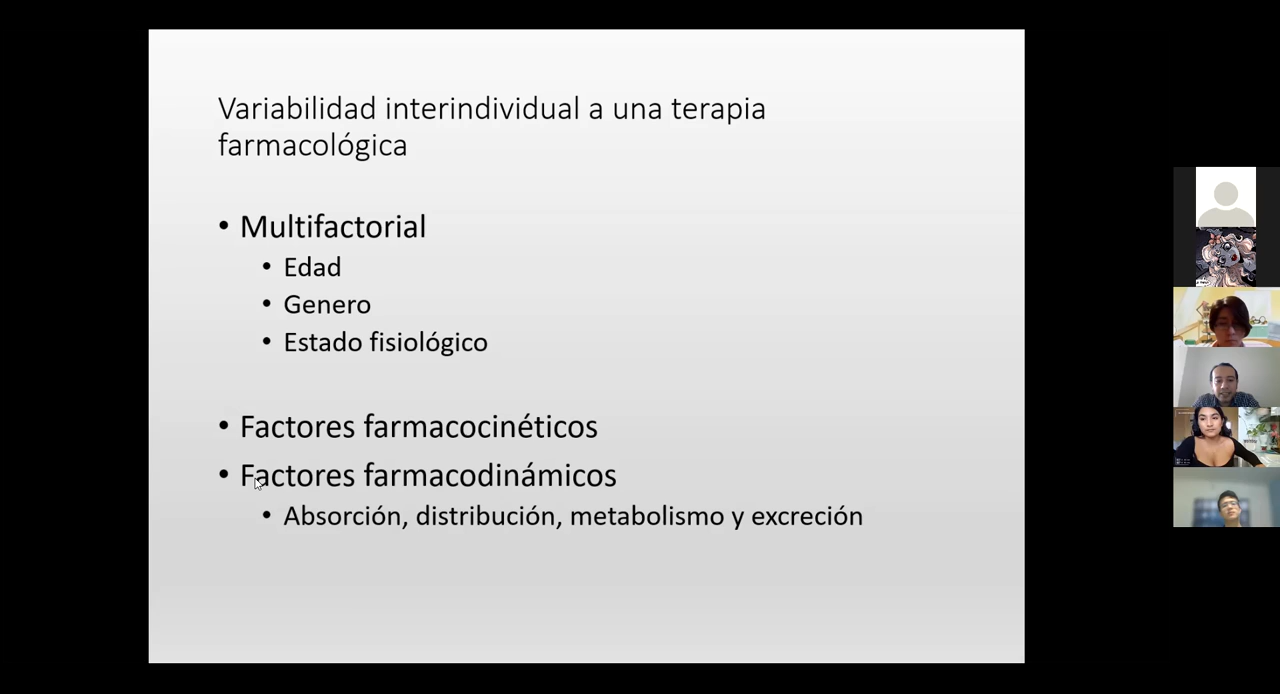 Variabilidad interindividual a una terapia
farmacológica
• Multifactorial
• Edad
• Genero
• Estado fisiológico
• Factores farmacocinéticos
• Factores farmacodinámicos
• Absorción, distribución, metabolismo y excreción